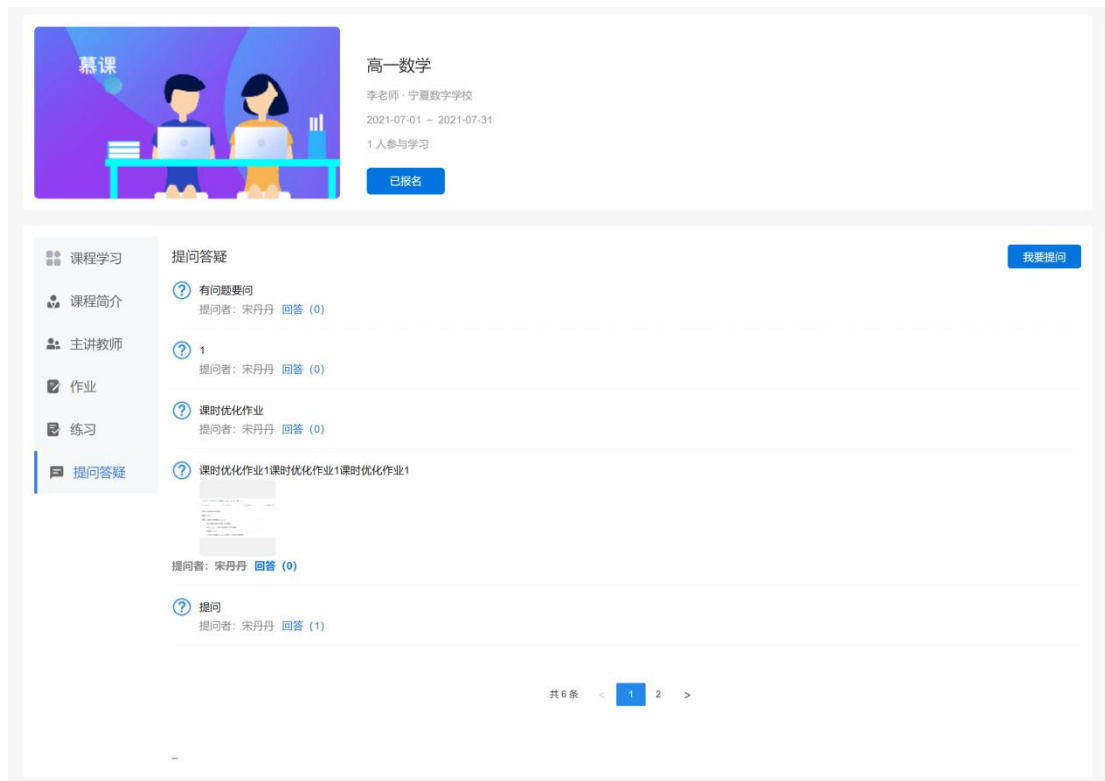 慕课
高一数学
李老师 · 宁夏数字学校
2021-07-01 ~ 2021-07-31
1 人参与学习
已报名
课程学习
课程简介
主讲教师
作业
练习
提问答疑
提问答疑
我要提问
有问题要问
提问者：宋丹丹 回答 (0)
1
提问者：宋丹丹 回答 (0)
课时优化作业
提问者：宋丹丹 回答 (0)
课时优化作业1课时优化作业1课时优化作业1
提问者：宋丹丹 回答 (0)
提问
提问者：宋丹丹 回答 (1)
共 6 条 < 1 2 >